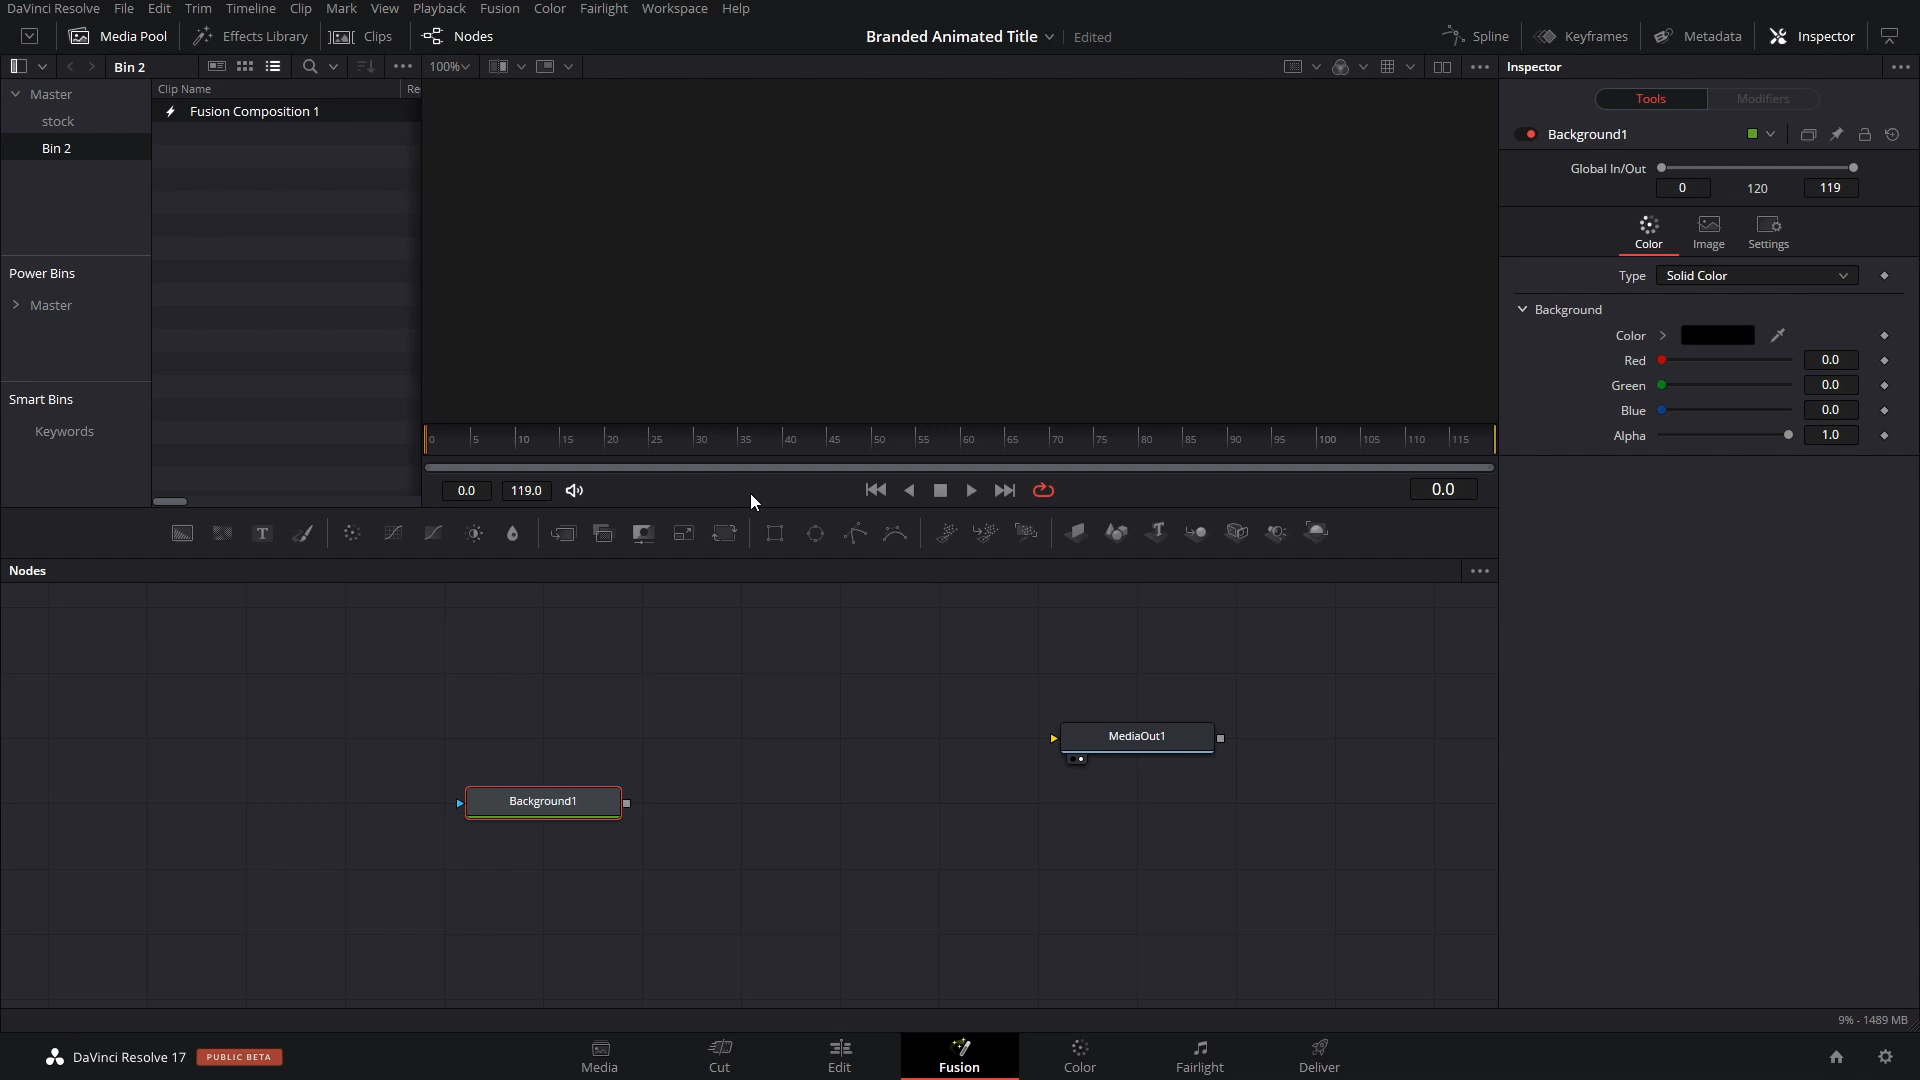 DaVinci Resolve File Edit Trim Timeline Clip Mark View Playback Fusion Color Fairlight Workspace Help
Media Pool Effects Library Clips Nodes Branded Animated Title Edited Spline Keyframes Metadata Inspector
Bin 2 100% Inspector
Master
stock
Bin 2
Power Bins
Master
Smart Bins
Keywords
Clip Name Re
Fusion Composition 1
0 5 10 15 20 25 30 35 40 45 50 55 60 65 70 75 80 85 90 95 100 105 110 115
0.0 119.0 0.0
Nodes
Background1
MediaOut1
Tools Modifiers
Background1
Global In/Out
0 120 119
Color Image Settings
Type Solid Color
Background
Color
Red 0.0
Green 0.0
Blue 0.0
Alpha 1.0
9% - 1489 MB
DaVinci Resolve 17 PUBLIC BETA
Media Cut Edit Fusion Color Fairlight Deliver